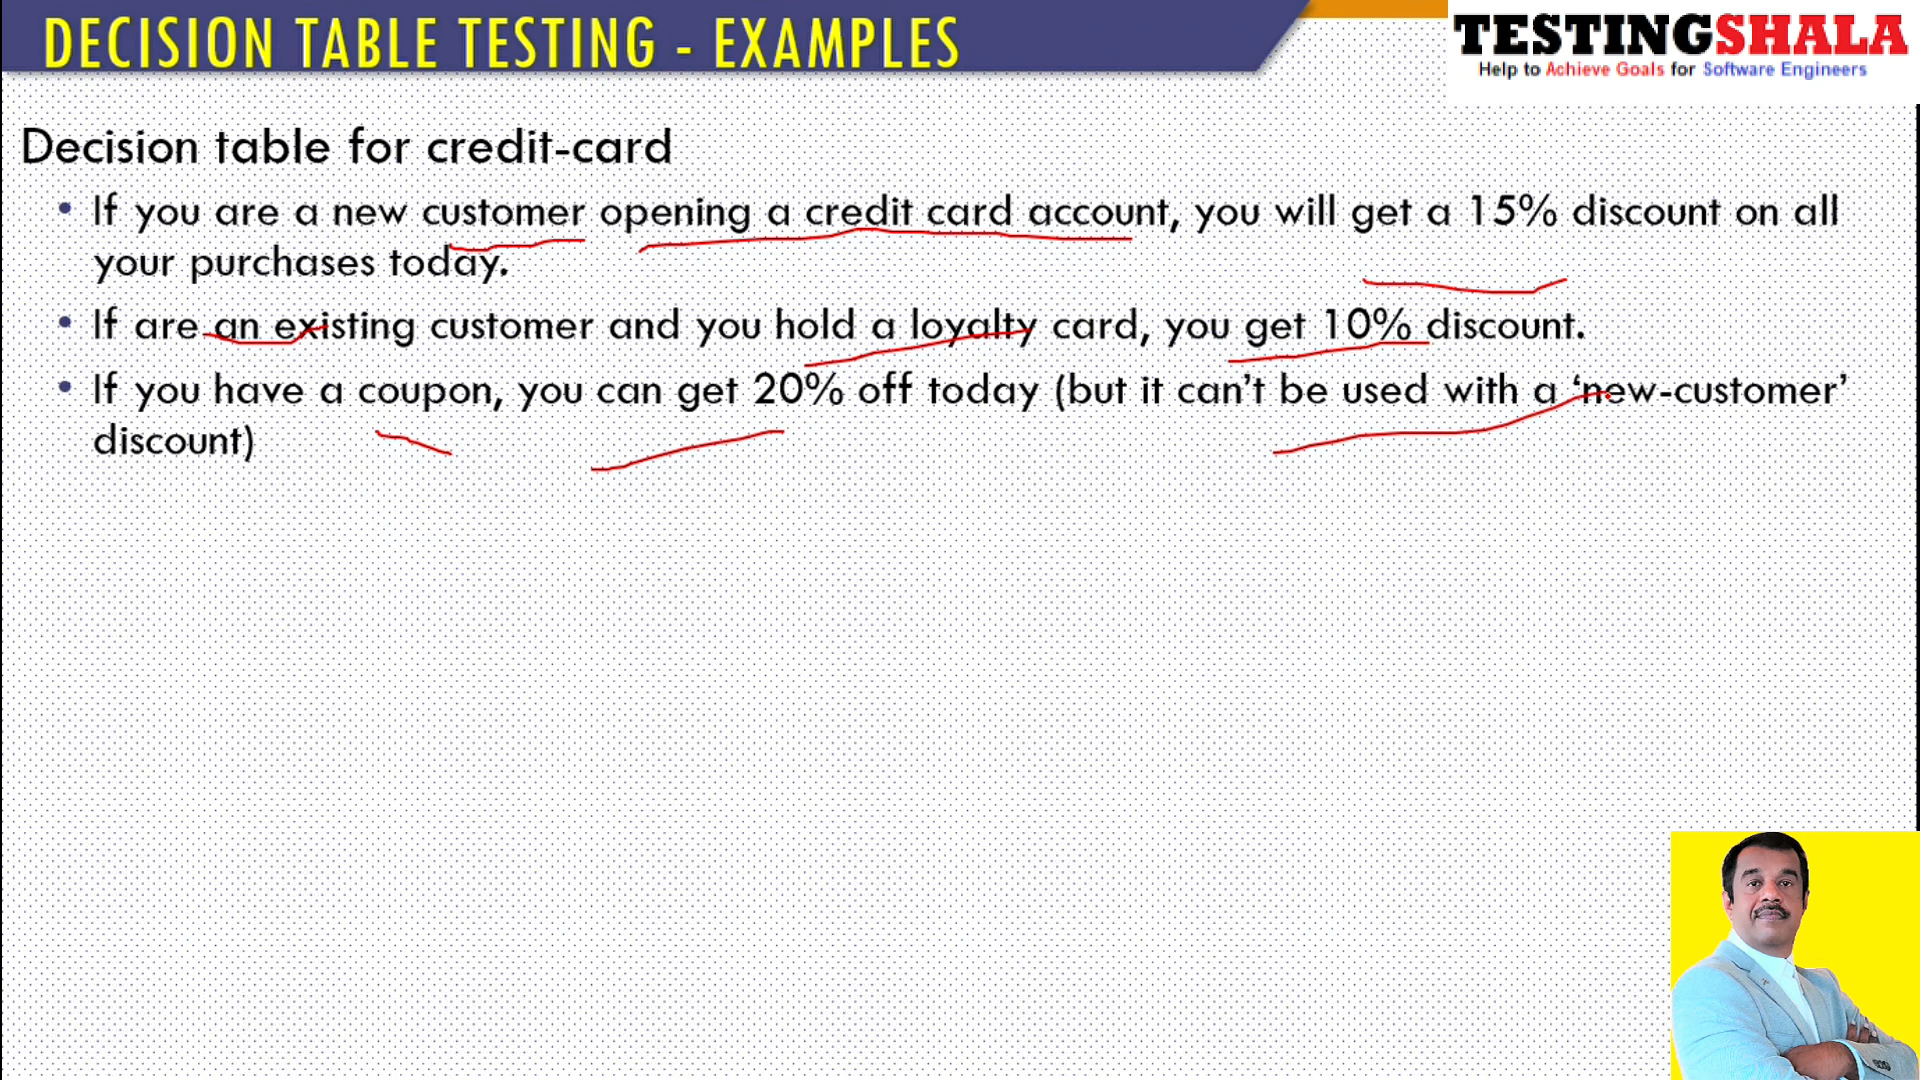 DECISION TABLE TESTING - EXAMPLES
TESTINGSHALA
Help to Achieve Goals for Software Engineers
Decision table for credit-card
• If you are a new customer opening a credit card account, you will get a 15% discount on all
your purchases today.
• If are an existing customer and you hold a loyalty card, you get 10% discount.
• If you have a coupon, you can get 20% off today (but it can’t be used with a ‘new-customer’
discount)